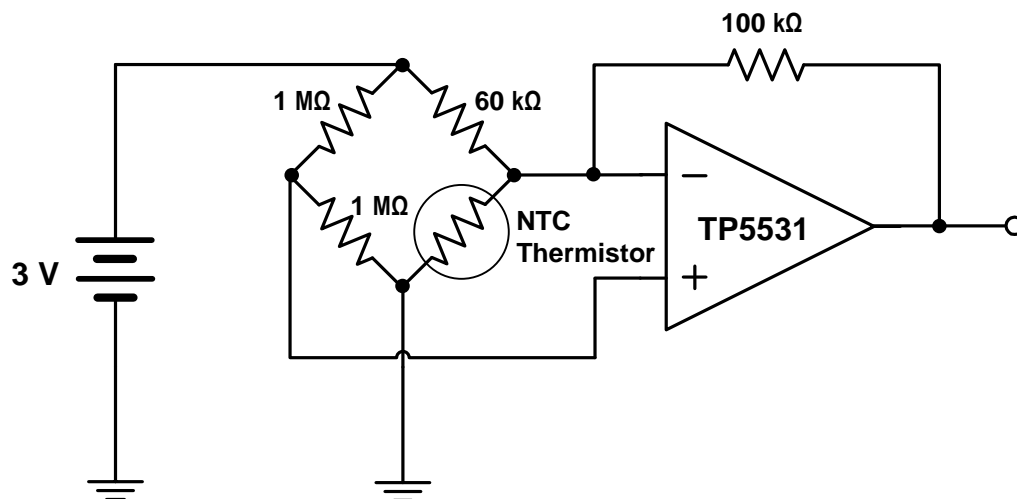 100 kΩ
1 MΩ
60 kΩ
1 MΩ
NTC
Thermistor
−
TP5531
+
3 V